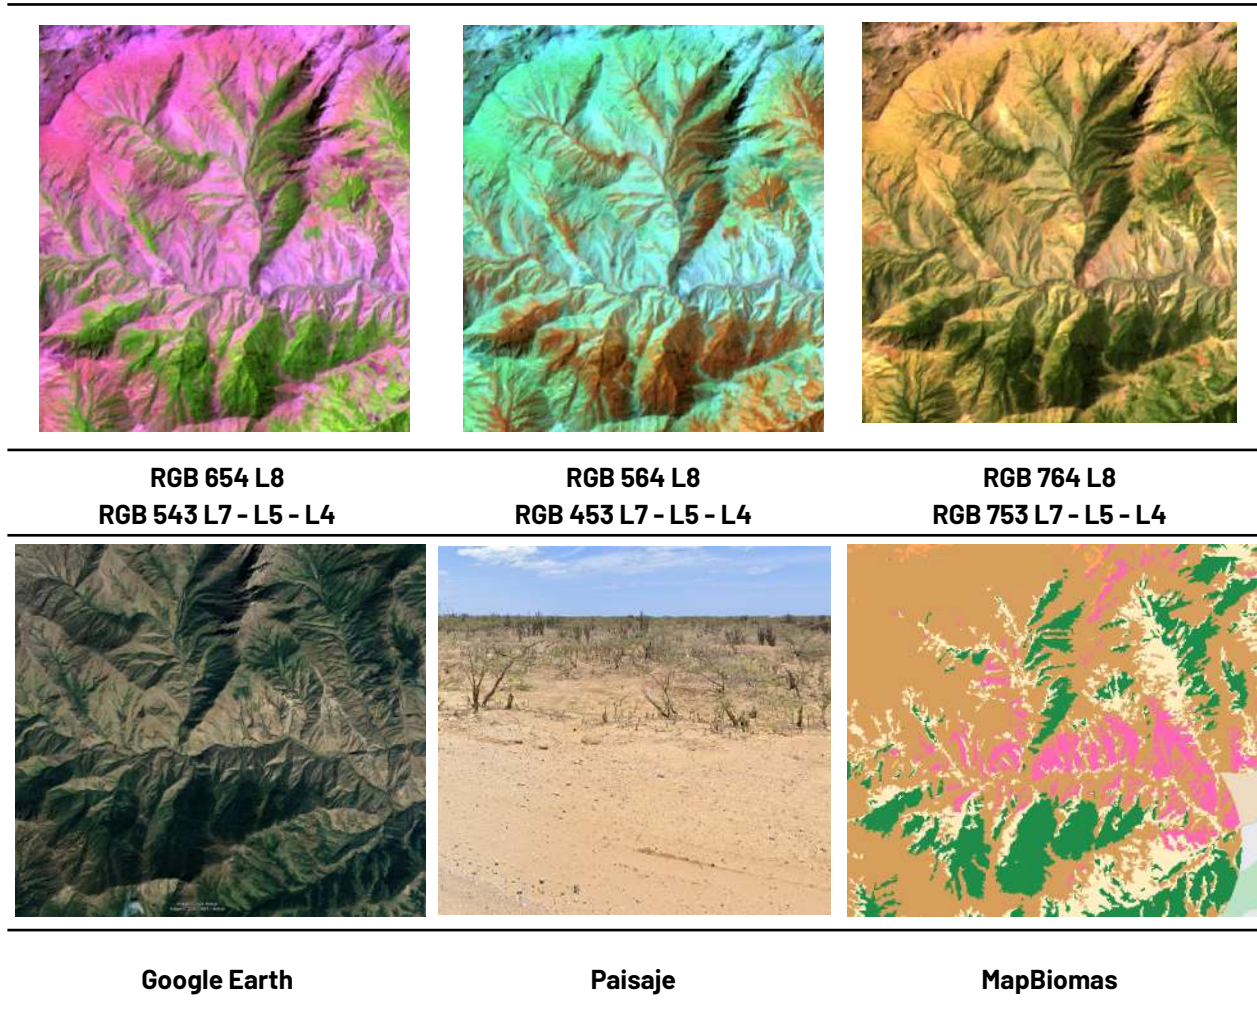 RGB 654 L8
RGB 543 L7 - L5 - L4
RGB 564 L8
RGB 453 L7 - L5 - L4
RGB 764 L8
RGB 753 L7 - L5 - L4
Google Earth
Paisaje
MapBiomas